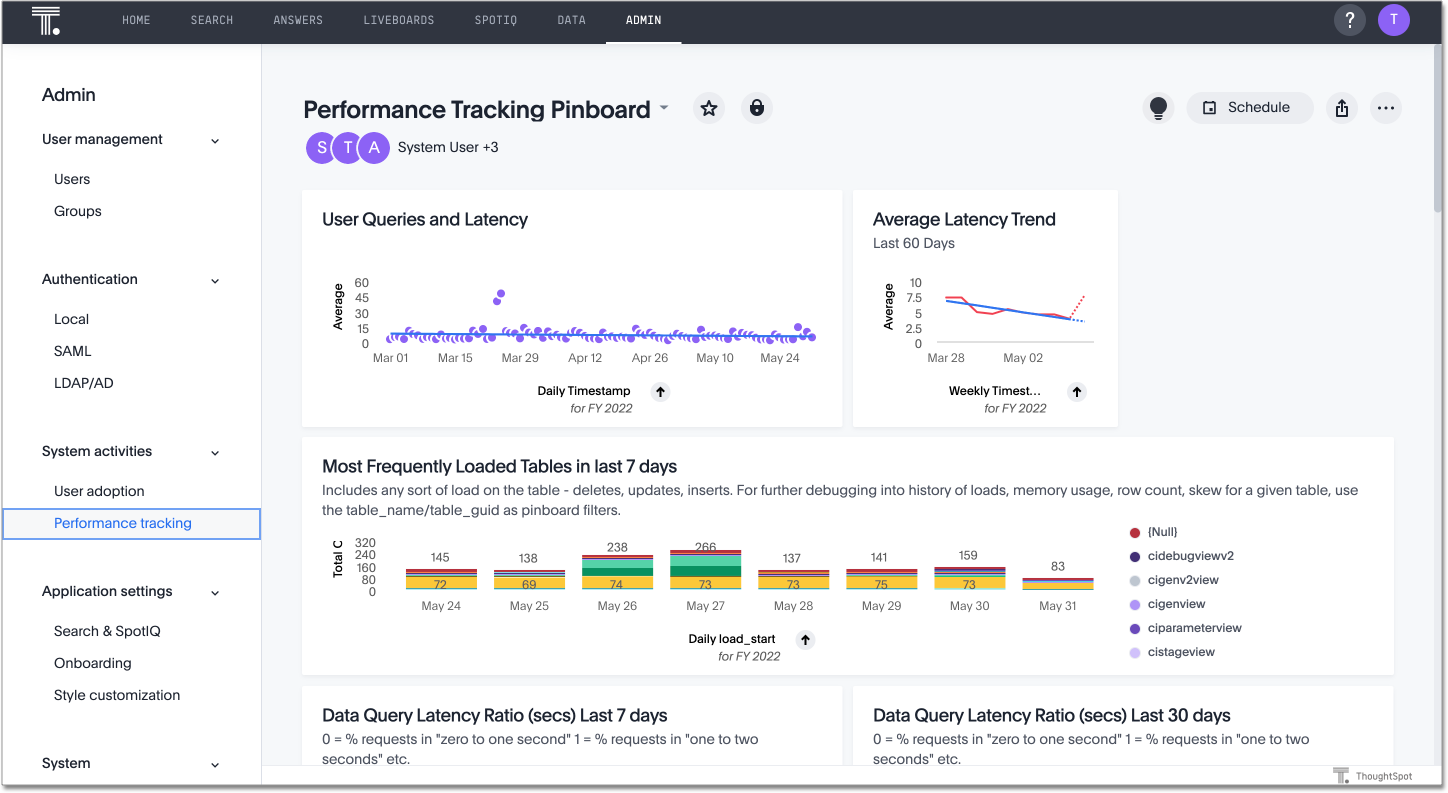 HOME SEARCH ANSWERS LIVEBOARDS SPOTIQ DATA ADMIN ? T
Admin
User management
Users
Groups
Authentication
Local
SAML
LDAP/AD
System activities
User adoption
Performance tracking
Application settings
Search & SpotIQ
Onboarding
Style customization
System
Performance Tracking Pinboard
Schedule
S T A System User +3
User Queries and Latency
Average
60
45
30
15
0
Mar 01 Mar 15 Mar 29 Apr 12 Apr 26 May 10 May 24
Daily Timestamp
for FY 2022
Average Latency Trend
Last 60 Days
Average
10
7.5
5
2.5
0
Mar 28 May 02
Weekly Timest...
for FY 2022
Most Frequently Loaded Tables in last 7 days
Includes any sort of load on the table - deletes, updates, inserts. For further debugging into history of loads, memory usage, row count, skew for a given table, use
the table_name/table_guid as pinboard filters.
Total C
320
240
160
80
0
145 138 238 266 137 141 159 83
72 69 74 73 73 75 73
May 24 May 25 May 26 May 27 May 28 May 29 May 30 May 31
Daily load_start
for FY 2022
{Null}
cidebugviewv2
cigenv2view
cigenview
ciparameterview
cistageview
Data Query Latency Ratio (secs) Last 7 days
0 = % requests in "zero to one second" 1 = % requests in "one to two
seconds" etc.
Data Query Latency Ratio (secs) Last 30 days
0 = % requests in "zero to one second" 1 = % requests in "one to two
seconds" etc.
ThoughtSpot